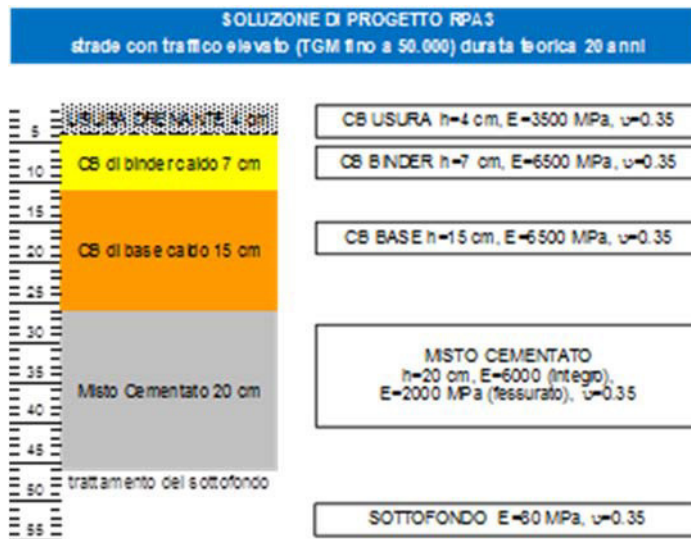 SOLUZIONE DI PROGETTO RPAS
strade con traffico elevato (TGM fino a 50.000) durata teorica 20 anni
USURA DRENANTE 4 cm
CB di binder caldo 7 cm
CB di base caldo 15 cm
Misto Cementato 20 cm
trattamento del sottofondo
5
10
15
20
25
30
35
40
45
50
55
CB USURA h=4 cm, E=3500 MPa, υ=0.35
CB BINDER h=7 cm, E=6500 MPa, υ=0.35
CB BASE h=15 cm, E=6500 MPa, υ=0.35
MISTO CEMENTATO
h=20 cm, E=6000 (integro),
E=2000 MPa (fessurato), υ=0.35
SOTTOFONDO E=80 MPa, υ=0.35